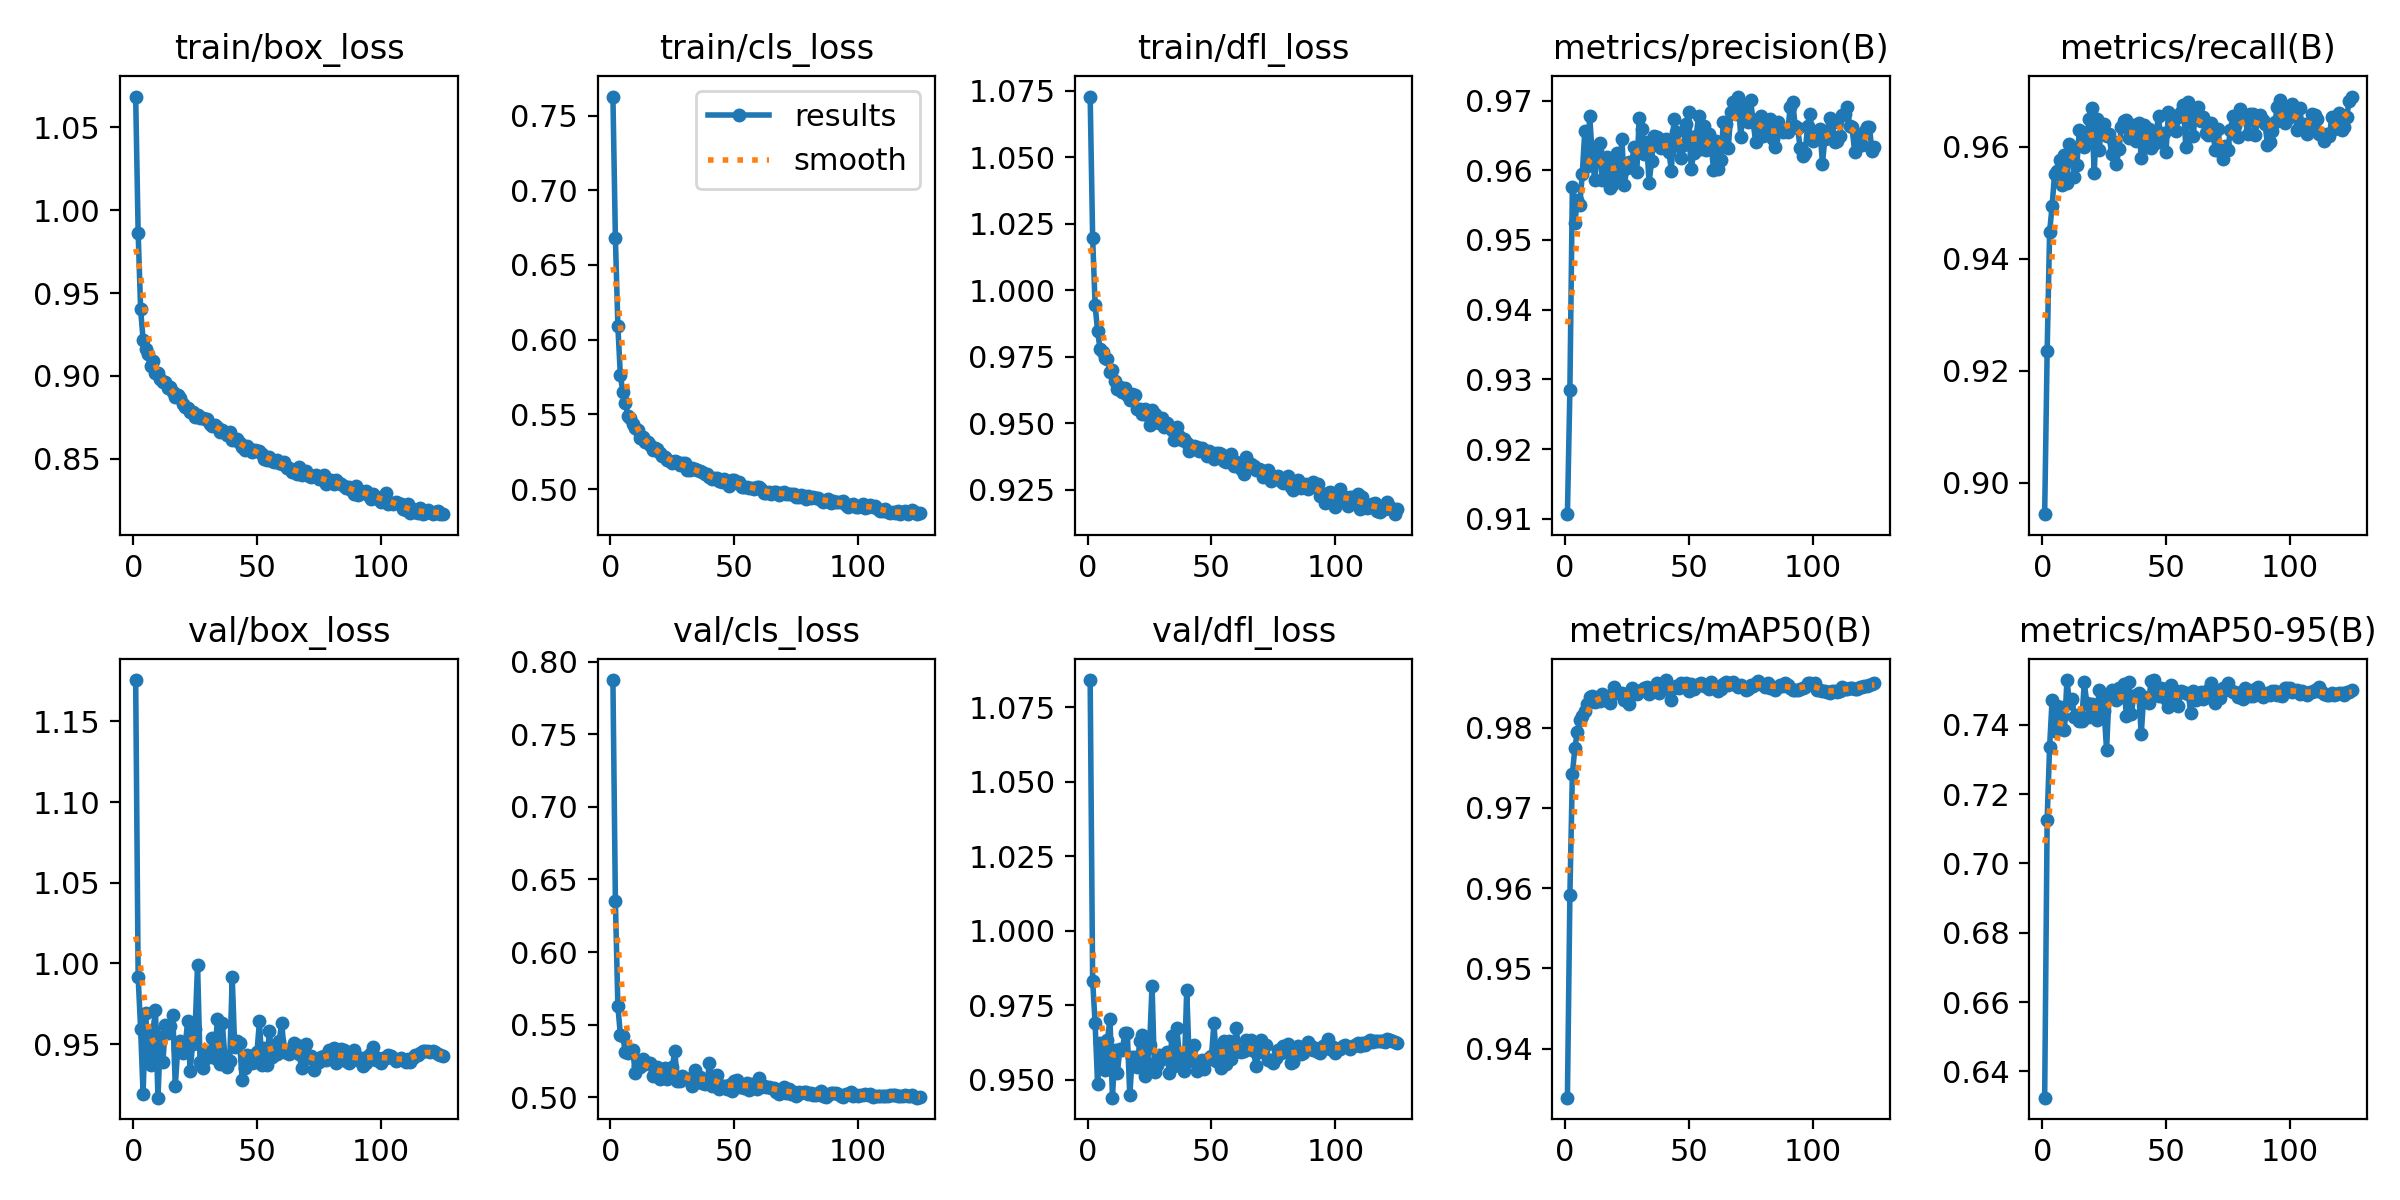 train/box_loss
1.05
1.00
0.95
0.90
0.85
0 50 100
train/cls_loss
results
smooth
0.75
0.70
0.65
0.60
0.55
0.50
0 50 100
train/dfl_loss
1.075
1.050
1.025
1.000
0.975
0.950
0.925
0 50 100
metrics/precision(B)
0.97
0.96
0.95
0.94
0.93
0.92
0.91
0 50 100
metrics/recall(B)
0.96
0.94
0.92
0.90
0 50 100
val/box_loss
1.15
1.10
1.05
1.00
0.95
0 50 100
val/cls_loss
0.80
0.75
0.70
0.65
0.60
0.55
0.50
0 50 100
val/dfl_loss
1.075
1.050
1.025
1.000
0.975
0.950
0 50 100
metrics/mAP50(B)
0.98
0.97
0.96
0.95
0.94
0 50 100
metrics/mAP50-95(B)
0.74
0.72
0.70
0.68
0.66
0.64
0 50 100